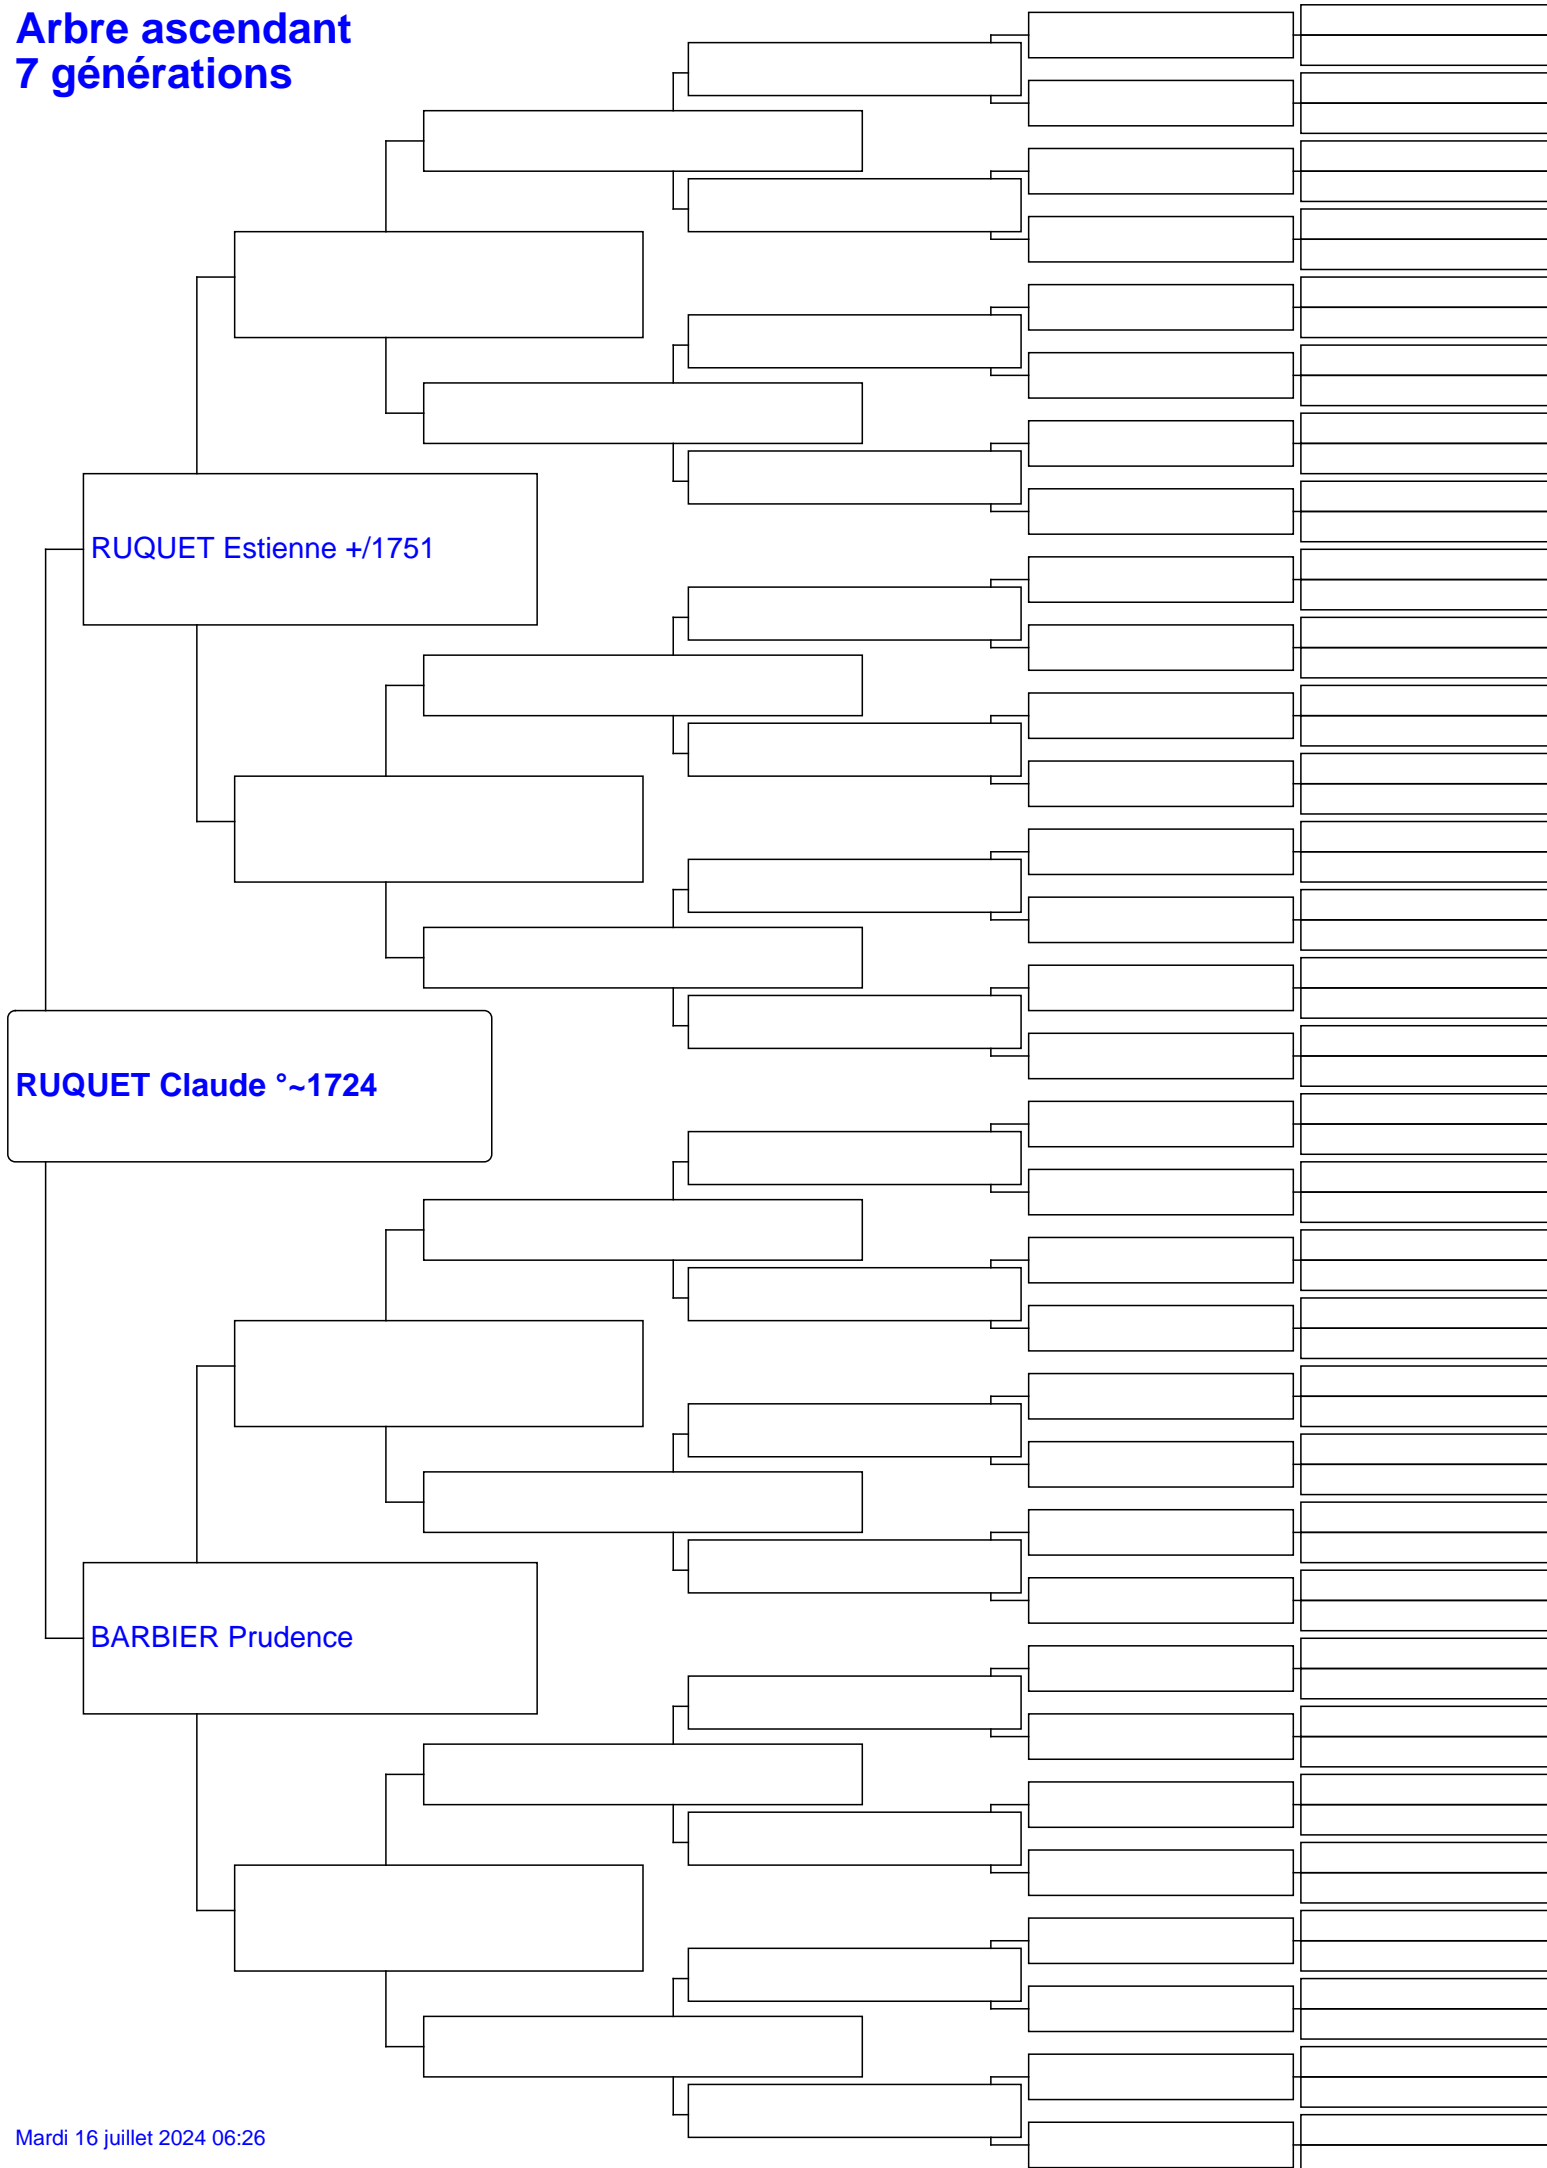 Arbre ascendant
7 générations
RUQUET Estienne +/1751
RUQUET Claude °~1724
BARBIER Prudence
Mardi 16 juillet 2024 06:26